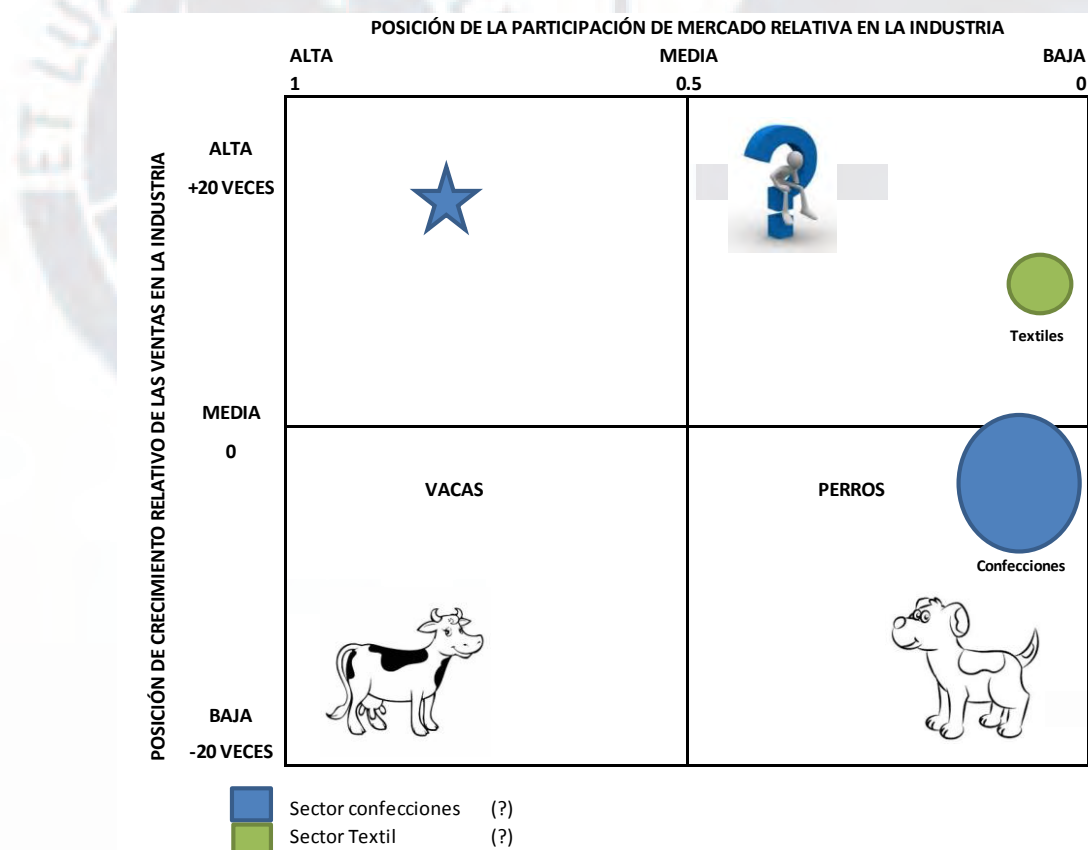 ET LU
POSICIÓN DE LA PARTICIPACIÓN DE MERCADO RELATIVA EN LA INDUSTRIA
ALTA MEDIA BAJA
1 0.5 0
POSICIÓN DE CRECIMIENTO RELATIVO DE LAS VENTAS EN LA INDUSTRIA
ALTA
+20 VECES
?
Textiles
MEDIA
0
VACAS PERROS
Confecciones
BAJA
-20 VECES
Sector confecciones (?)
Sector Textil (?)